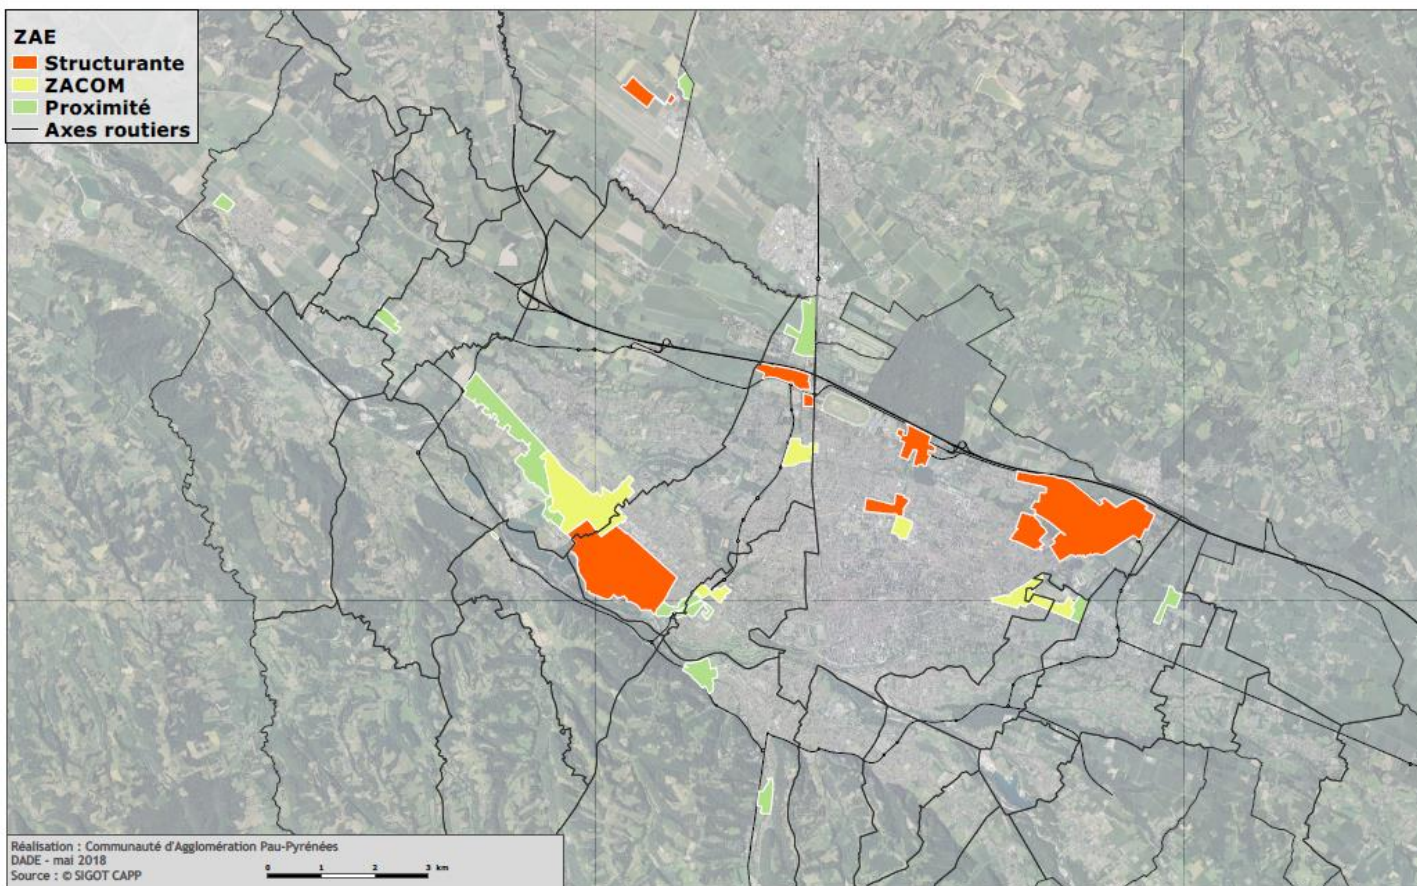 ZAE
Structurante
ZACOM
Proximité
Axes routiers
Réalisation : Communauté d'Agglomération Pau-Pyrénées
DADE - mai 2018
Source : © SIGOT CAPP
0 1 2 3 km